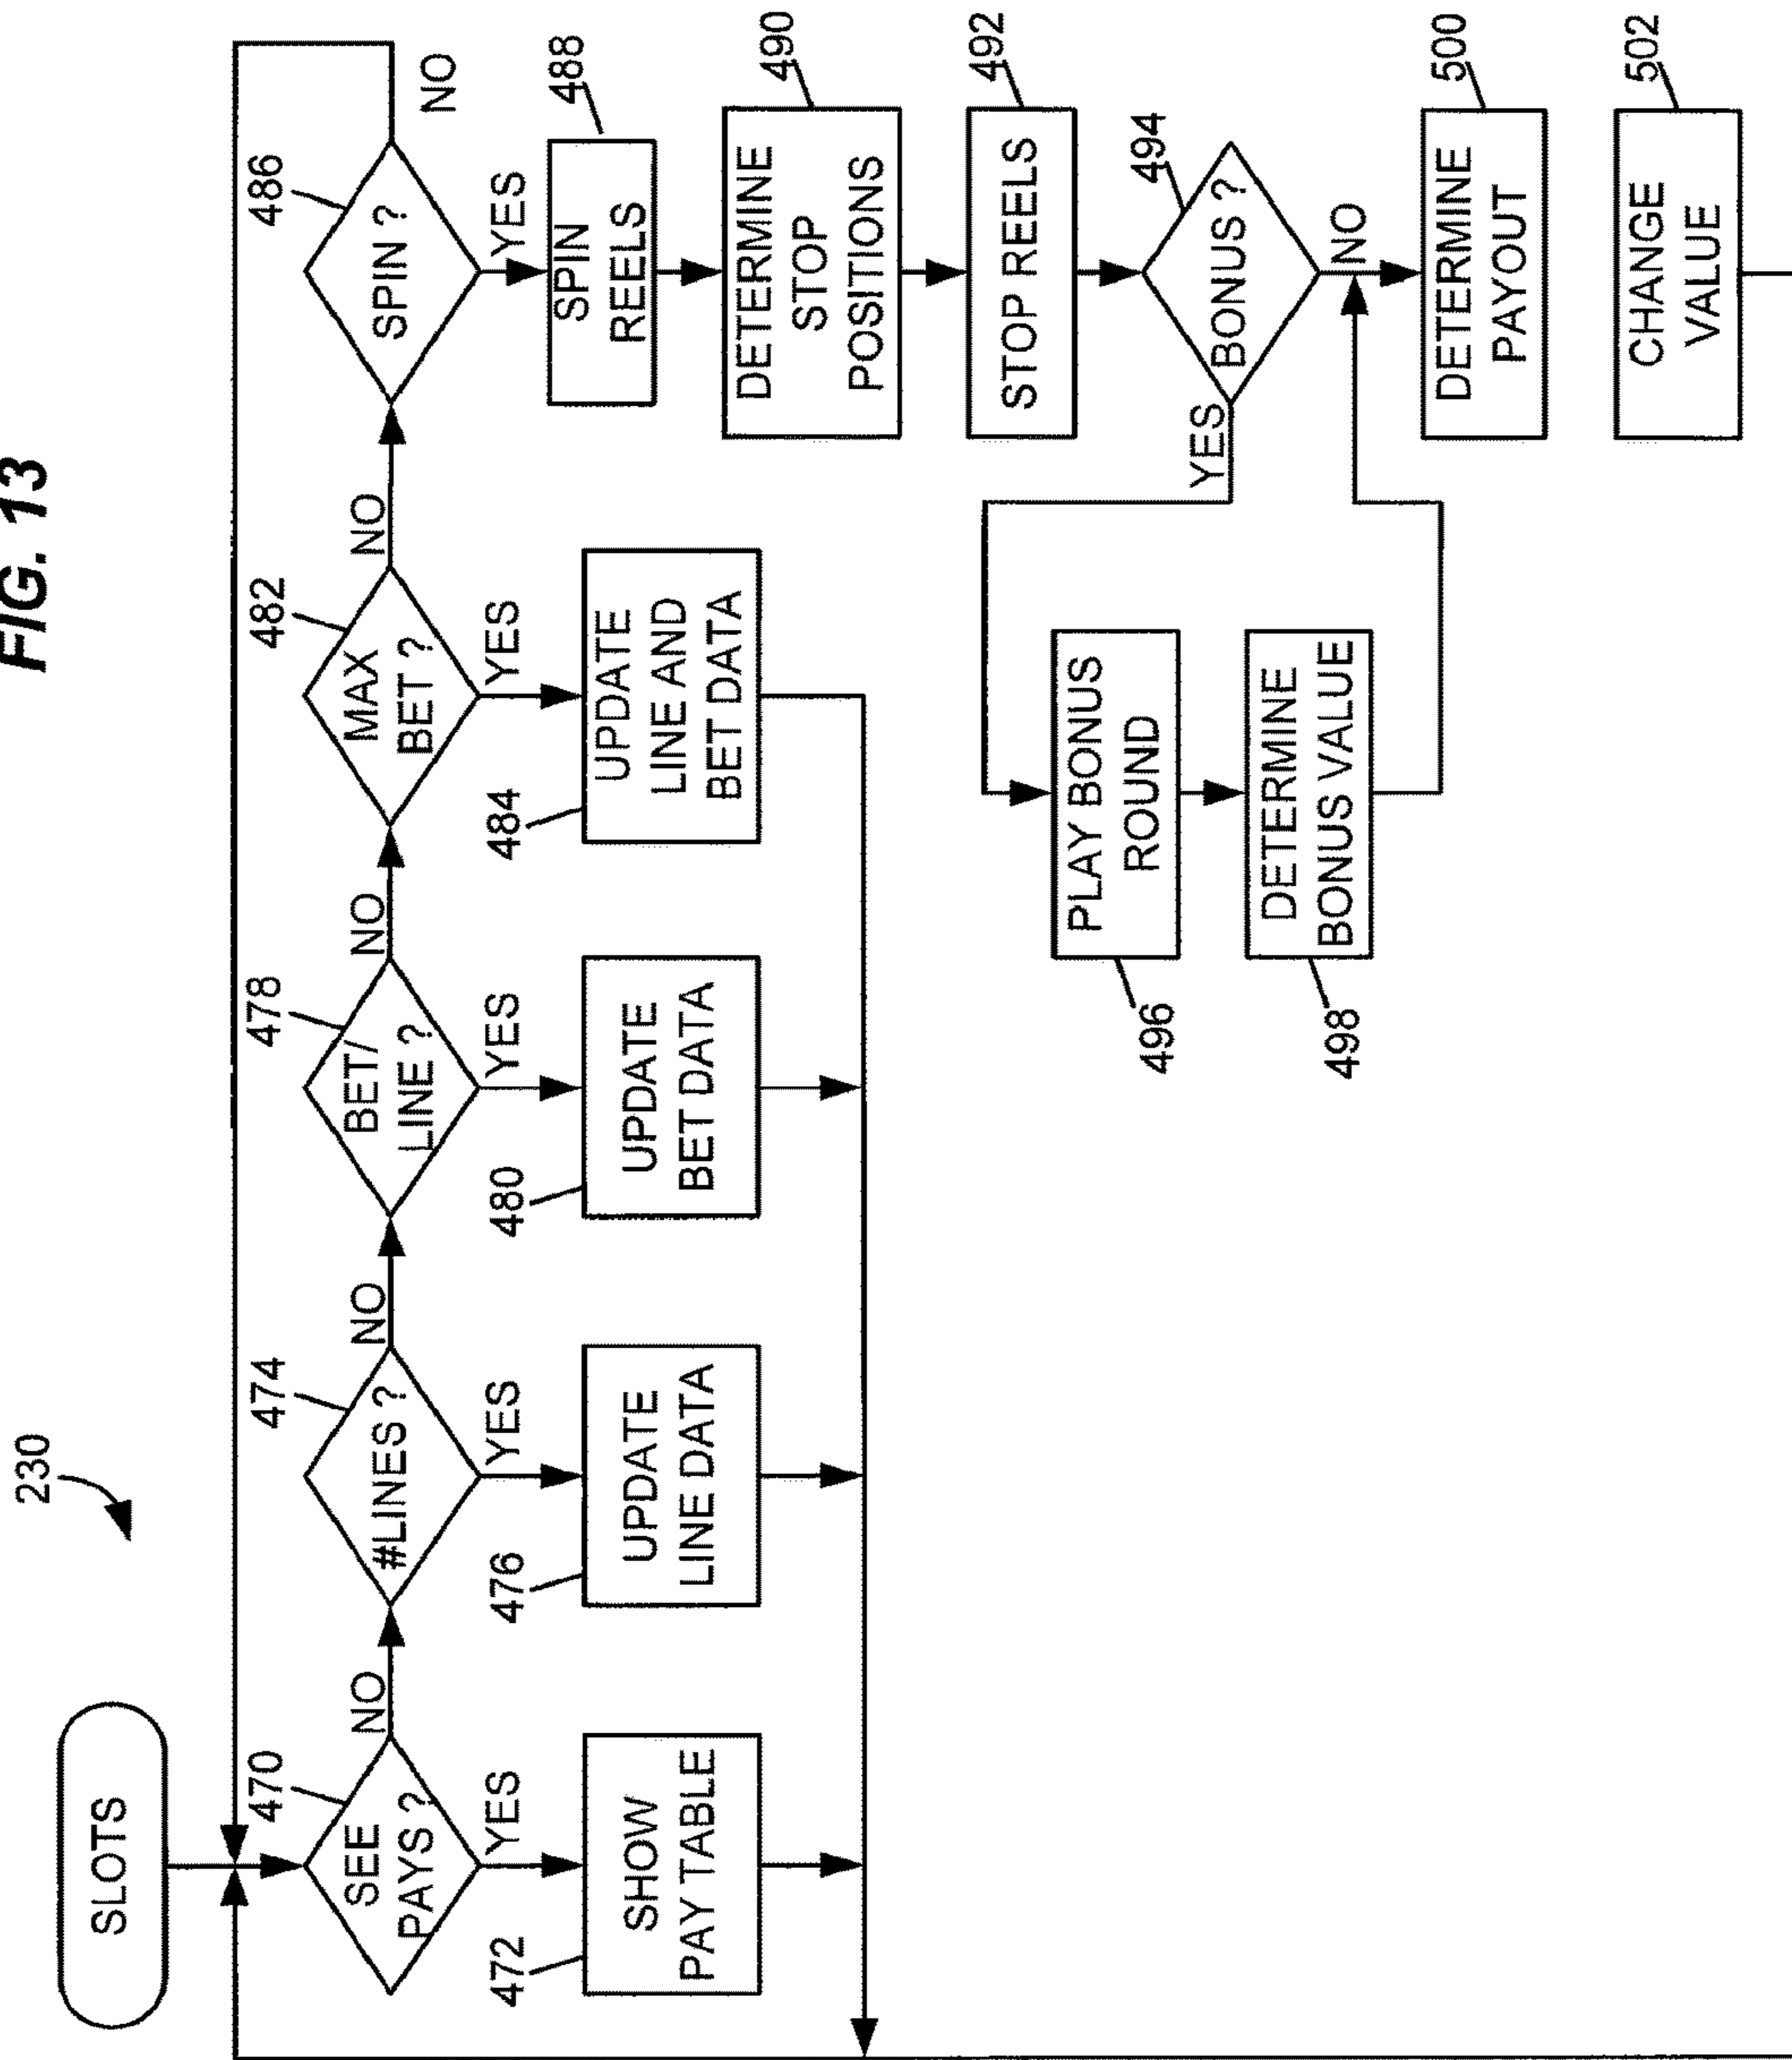 FIG. 13
230
SLOTS
470
SEE
PAYS ?
NO
YES
472
SHOW
PAY TABLE
474
#LINES ?
NO
YES
476
UPDATE
LINE DATA
478
BET/
LINE ?
NO
YES
480
UPDATE
BET DATA
482
MAX
BET ?
NO
YES
484
UPDATE
LINE AND
BET DATA
486
SPIN ?
NO
YES
488
SPIN
REELS
490
DETERMINE
STOP
POSITIONS
492
STOP REELS
494
BONUS ?
YES
NO
496
PLAY BONUS
ROUND
498
DETERMINE
BONUS VALUE
500
DETERMINE
PAYOUT
502
CHANGE
VALUE